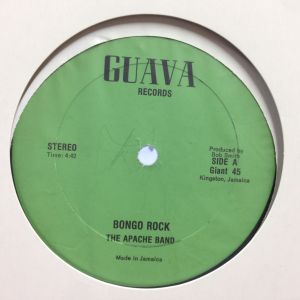 GUAVA
RECORDS
STEREO
Time: 4:42
Produced by
Bob Smith
SIDE A
Giant 45
Kingston, Jamaica
BONGO ROCK
THE APACHE BAND
Made in Jamaica